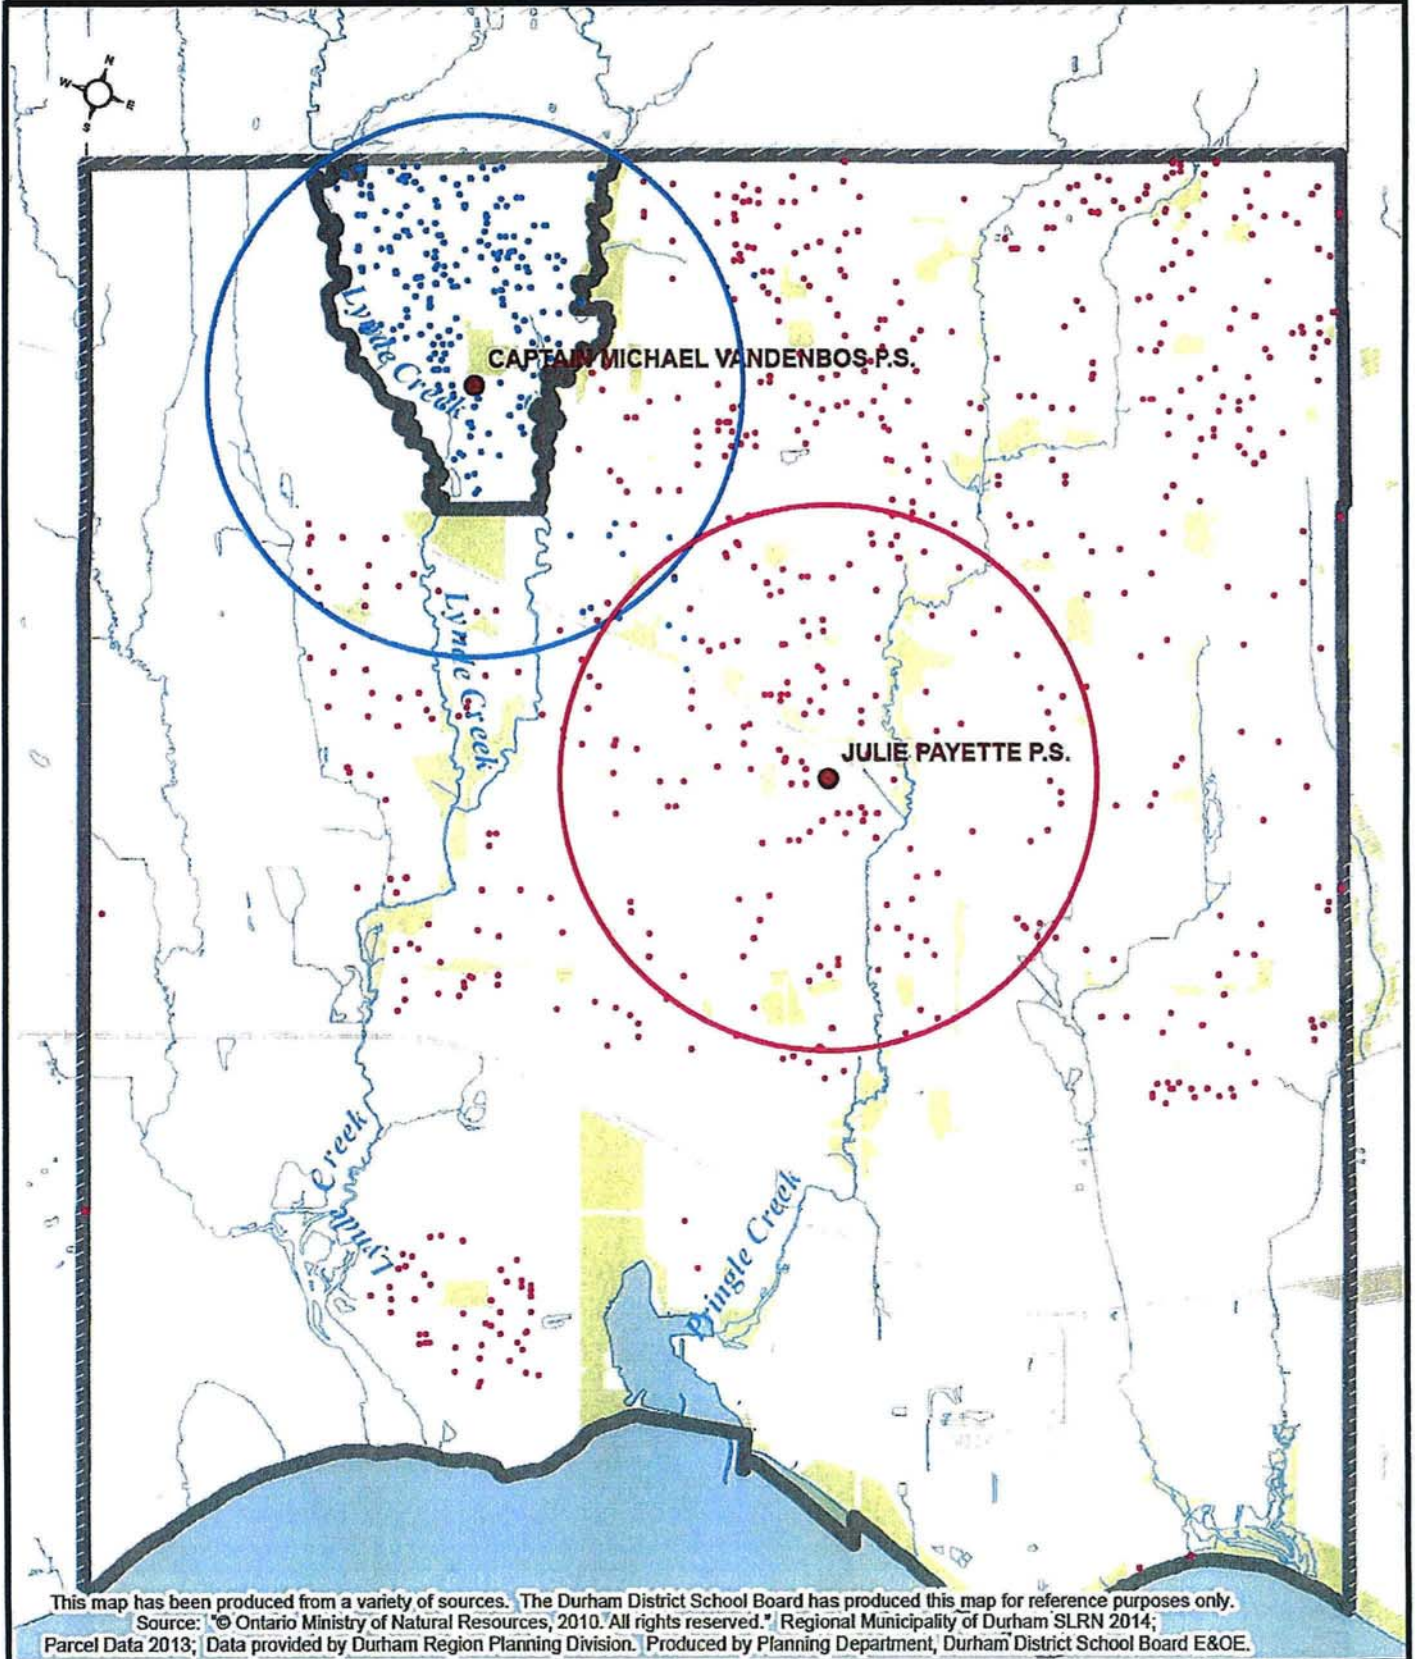 N
W
E
S
Lynde Creek
CAPTAIN MICHAEL VANDENBOS P.S.
Lynde Creek
JULIE PAYETTE P.S.
Creek
Lynde
Pringle Creek
This map has been produced from a variety of sources. The Durham District School Board has produced this map for reference purposes only.
Source: "© Ontario Ministry of Natural Resources, 2010. All rights reserved." Regional Municipality of Durham SLRN 2014;
Parcel Data 2013; Data provided by Durham Region Planning Division. Produced by Planning Department, Durham District School Board E&OE.